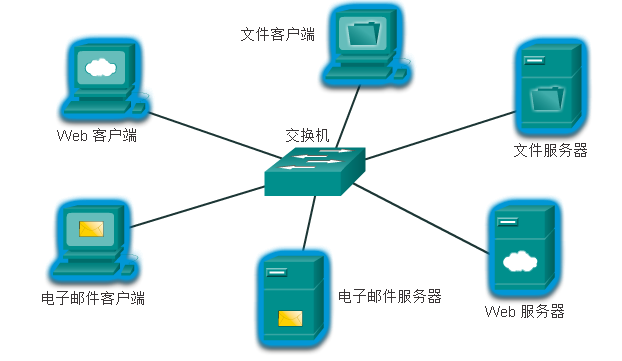 文件客户端
Web 客户端
交换机
文件服务器
电子邮件客户端
电子邮件服务器
Web 服务器